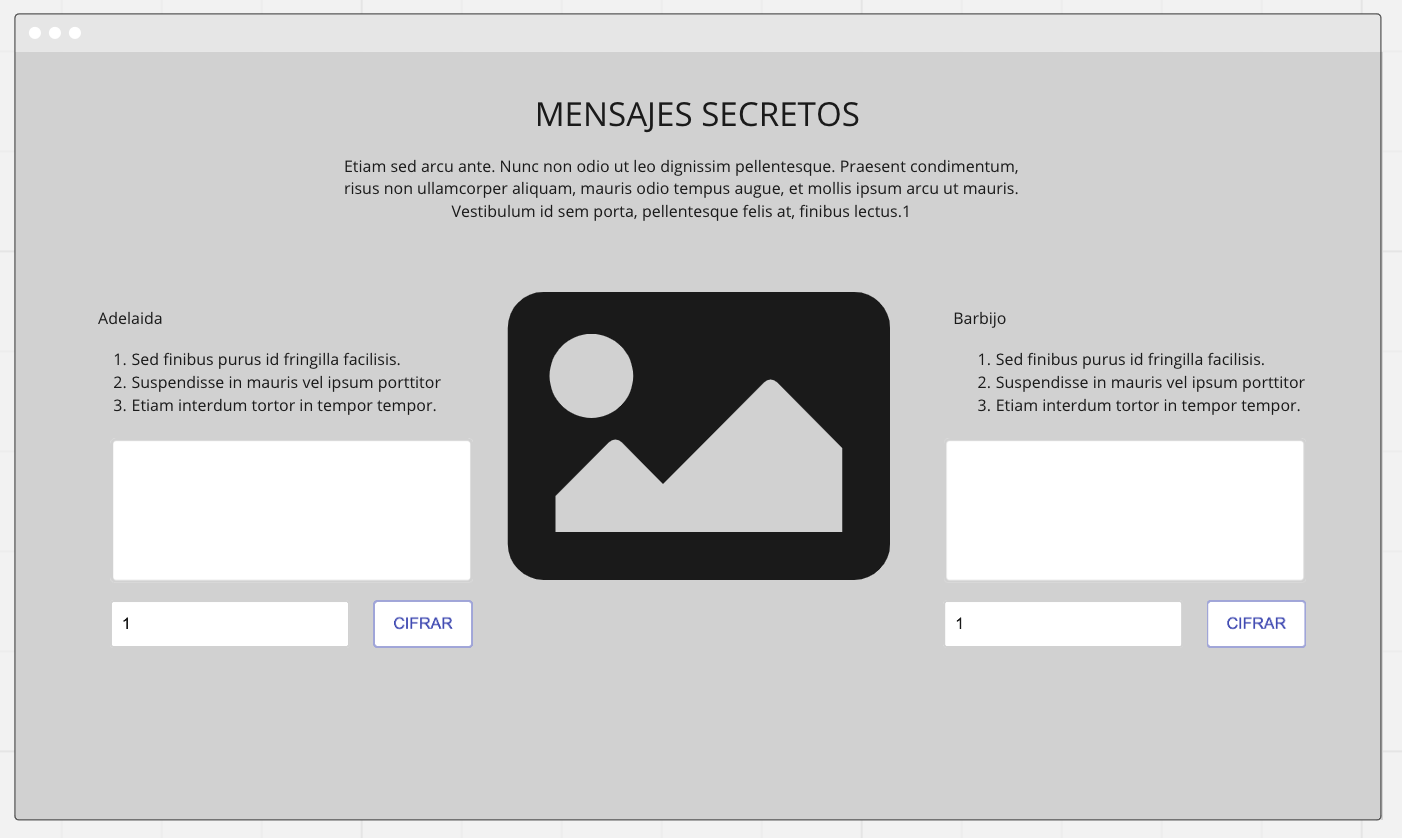 MENSAJES SECRETOS
Etiam sed arcu ante. Nunc non odio ut leo dignissim pellentesque. Praesent condimentum,
risus non ullamcorper aliquam, mauris odio tempus augue, et mollis ipsum arcu ut mauris.
Vestibulum id sem porta, pellentesque felis at, finibus lectus.1
Adelaida
1. Sed finibus purus id fringilla facilisis.
2. Suspendisse in mauris vel ipsum porttitor
3. Etiam interdum tortor in tempor tempor.
1
CIFRAR
Barbijo
1. Sed finibus purus id fringilla facilisis.
2. Suspendisse in mauris vel ipsum porttitor
3. Etiam interdum tortor in tempor tempor.
1
CIFRAR